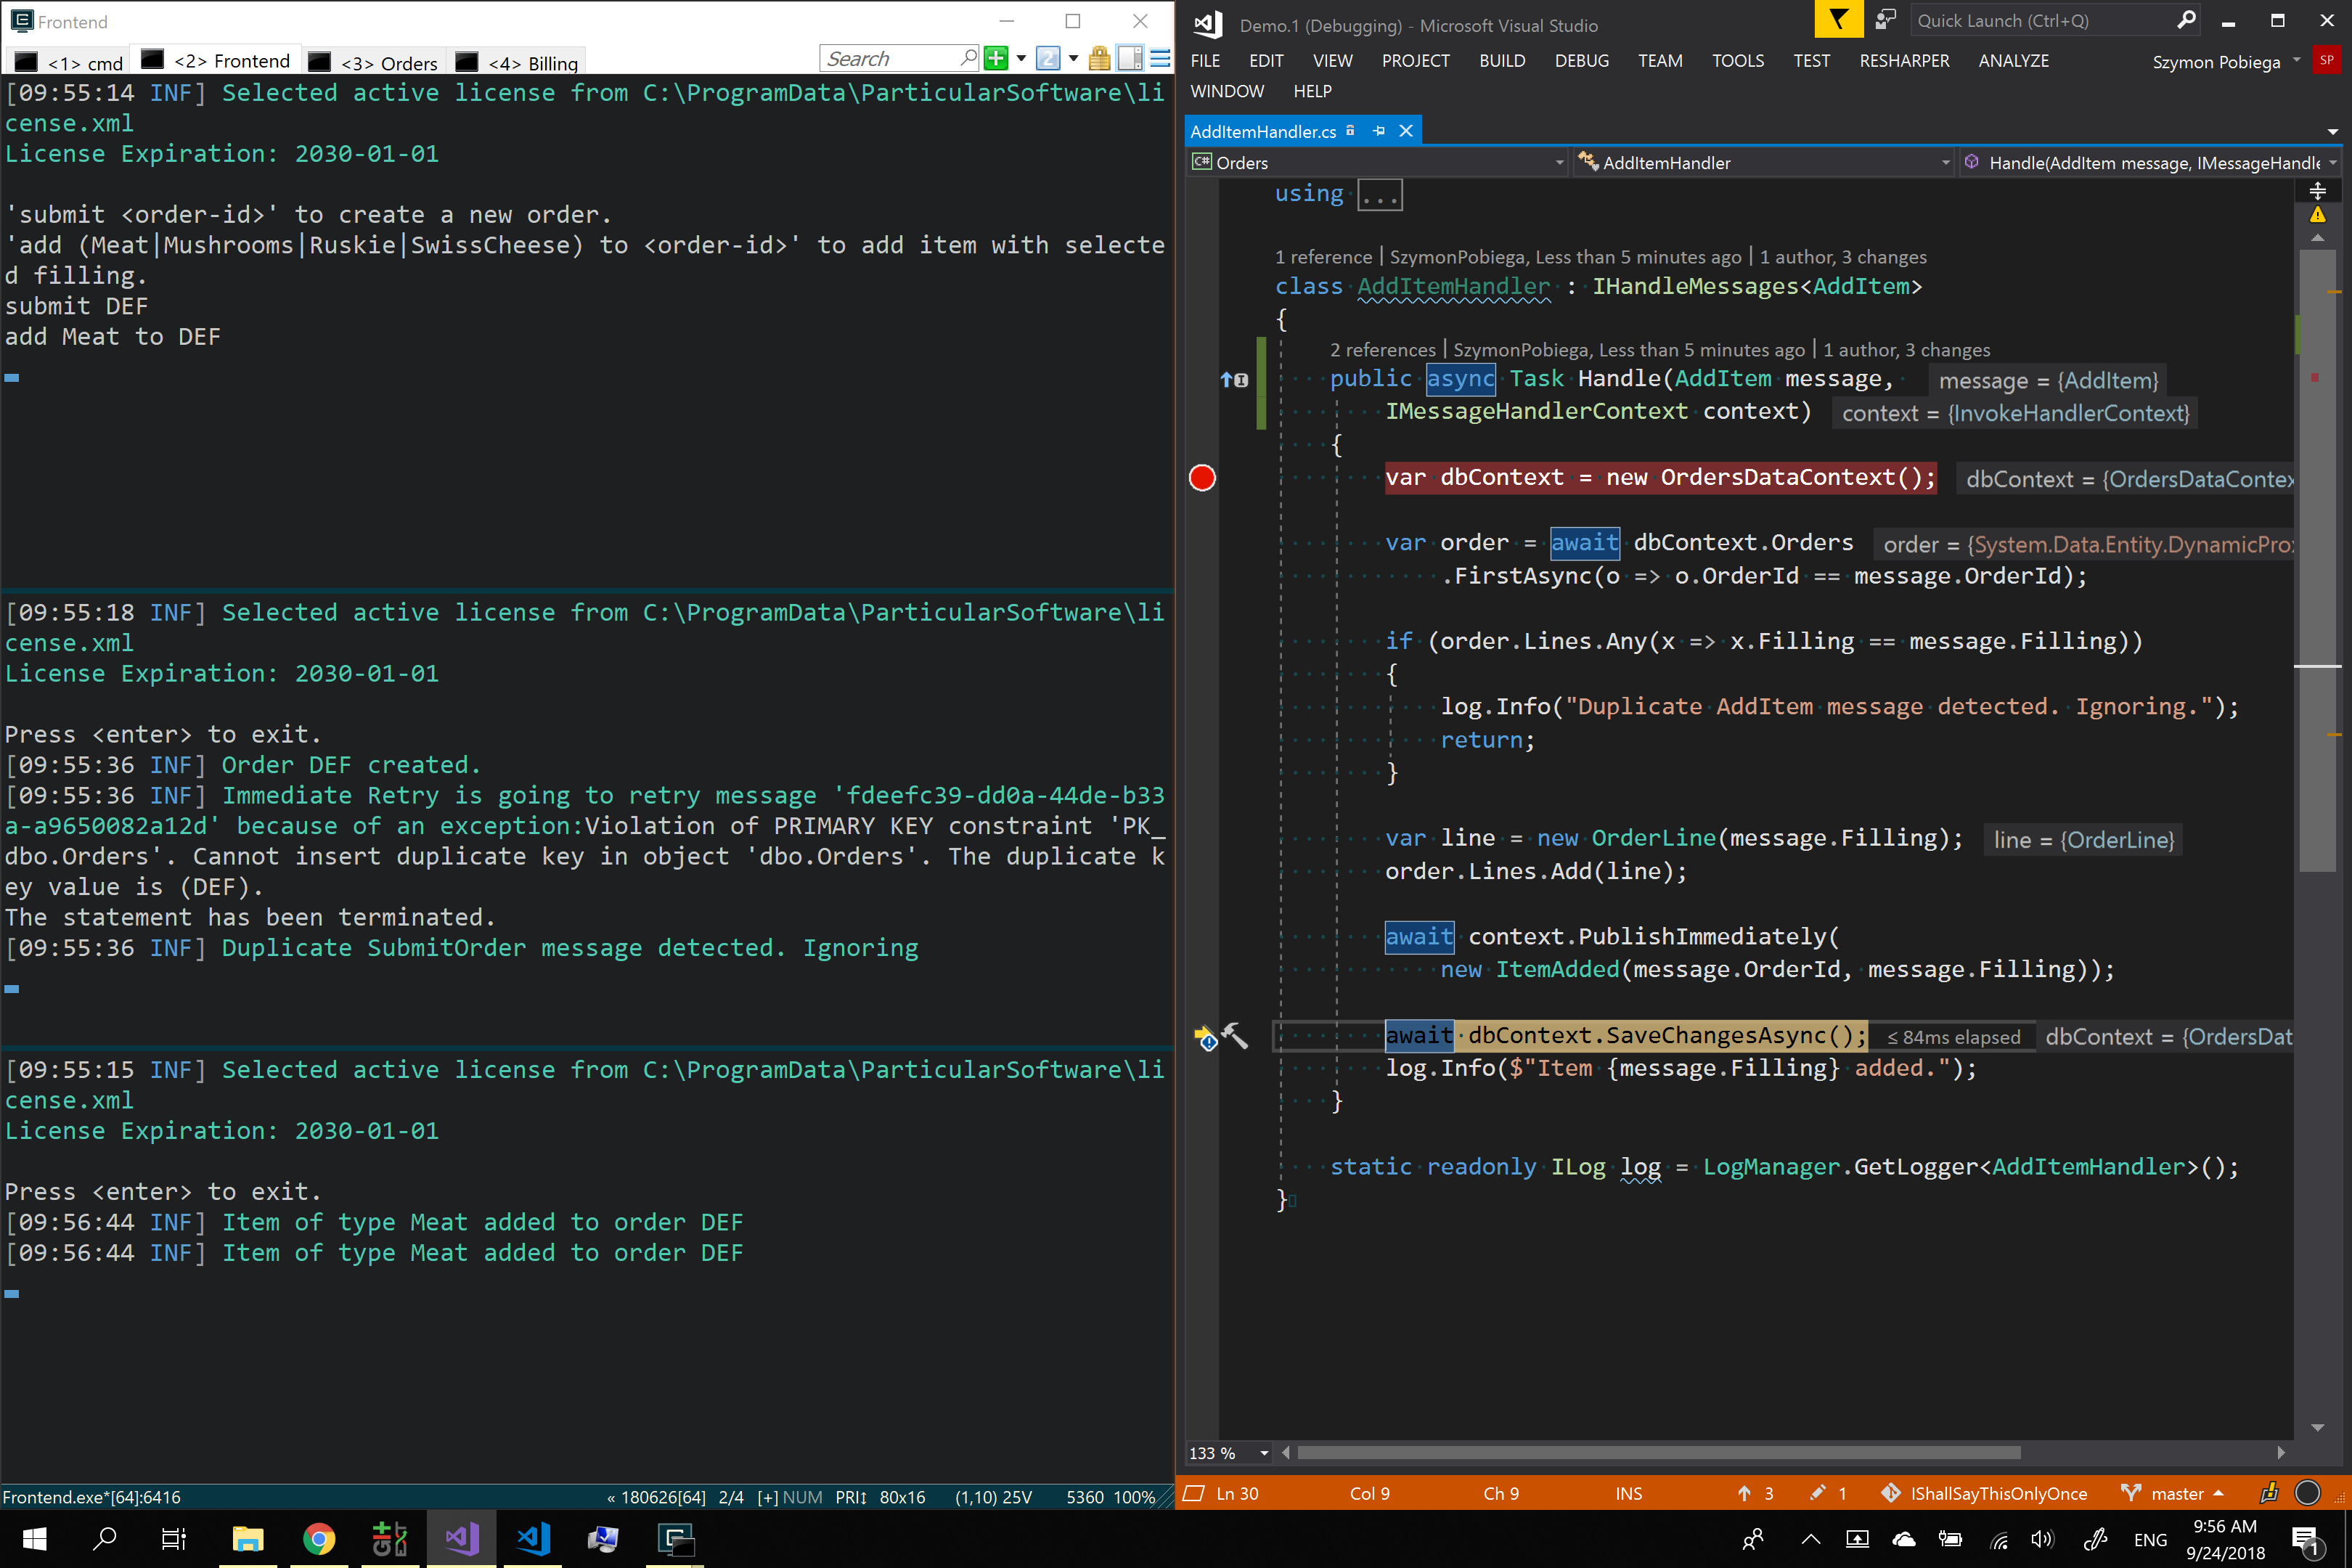 Frontend
<1> cmd
<2> Frontend
<3> Orders
<4> Billing
Search
2
[09:55:14 INF] Selected active license from C:\ProgramData\ParticularSoftware\li
cense.xml
License Expiration: 2030-01-01
'submit <order-id>' to create a new order.
'add (Meat|Mushrooms|Ruskie|SwissCheese) to <order-id>' to add item with selecte
d filling.
submit DEF
add Meat to DEF
[09:55:18 INF] Selected active license from C:\ProgramData\ParticularSoftware\li
cense.xml
License Expiration: 2030-01-01
Press <enter> to exit.
[09:55:36 INF] Order DEF created.
[09:55:36 INF] Immediate Retry is going to retry message 'fdeefc39-dd0a-44de-b33
a-a9650082a12d' because of an exception:Violation of PRIMARY KEY constraint 'PK_
dbo.Orders'. Cannot insert duplicate key in object 'dbo.Orders'. The duplicate k
ey value is (DEF).
The statement has been terminated.
[09:55:36 INF] Duplicate SubmitOrder message detected. Ignoring
[09:55:15 INF] Selected active license from C:\ProgramData\ParticularSoftware\li
cense.xml
License Expiration: 2030-01-01
Press <enter> to exit.
[09:56:44 INF] Item of type Meat added to order DEF
[09:56:44 INF] Item of type Meat added to order DEF
Frontend.exe*[64]:6416 « 180626[64] 2/4 [+] NUM PRI↕ 80x16 (1,10) 25V 5360 100%
Demo.1 (Debugging) - Microsoft Visual Studio
Quick Launch (Ctrl+Q)
FILE EDIT VIEW PROJECT BUILD DEBUG TEAM TOOLS TEST RESHARPER ANALYZE
Szymon Pobiega SP
WINDOW HELP
AddItemHandler.cs
C# Orders
AddItemHandler
Handle(AddItem message, IMessageHandle
using ...
1 reference | SzymonPobiega, Less than 5 minutes ago | 1 author, 3 changes
class AddItemHandler : IHandleMessages<AddItem>
{
2 references | SzymonPobiega, Less than 5 minutes ago | 1 author, 3 changes
public async Task Handle(AddItem message, message = {AddItem}
IMessageHandlerContext context) context = {InvokeHandlerContext}
{
var dbContext = new OrdersDataContext(); dbContext = {OrdersDataContex
var order = await dbContext.Orders order = {System.Data.Entity.DynamicProx
.FirstAsync(o => o.OrderId == message.OrderId);
if (order.Lines.Any(x => x.Filling == message.Filling))
{
log.Info("Duplicate AddItem message detected. Ignoring.");
return;
}
var line = new OrderLine(message.Filling); line = {OrderLine}
order.Lines.Add(line);
await context.PublishImmediately(
new ItemAdded(message.OrderId, message.Filling));
await dbContext.SaveChangesAsync(); ≤ 84ms elapsed dbContext = {OrdersDat
log.Info($"Item {message.Filling} added.");
}
static readonly ILog log = LogManager.GetLogger<AddItemHandler>();
}
133 %
Ln 30 Col 9 Ch 9 INS 3 1 IShallSayThisOnlyOnce master
ENG
9:56 AM
9/24/2018
1